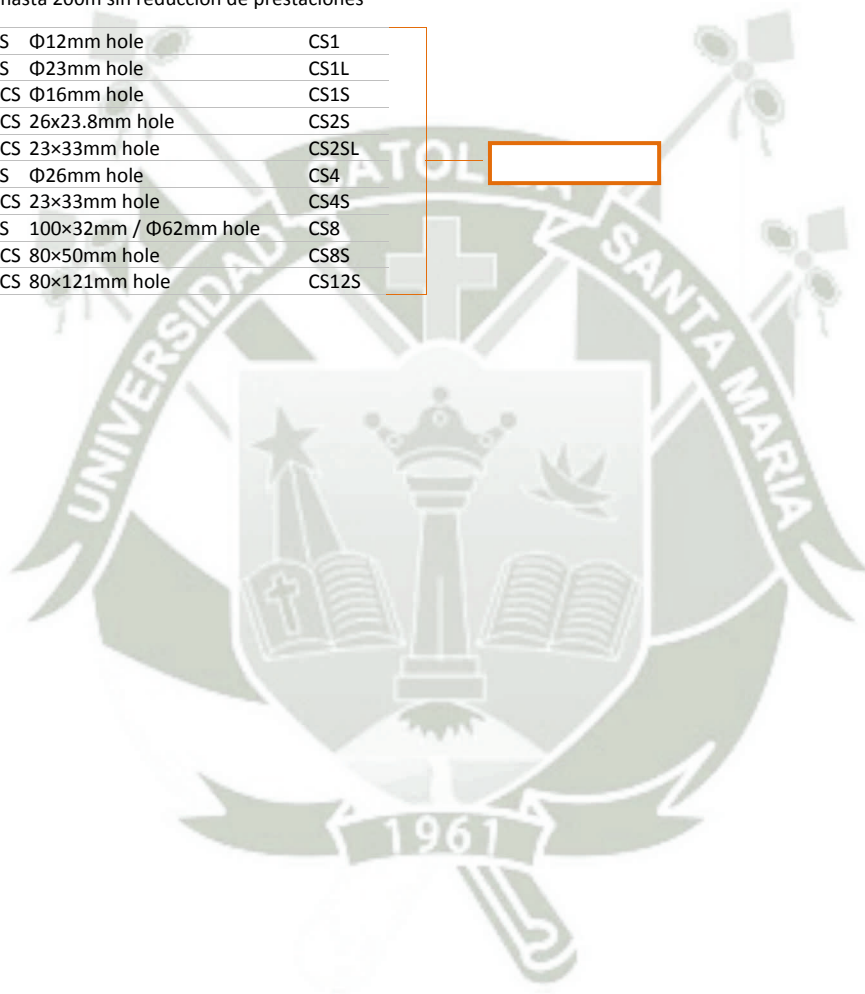 hasta 200m sin reducción de prestaciones
S Φ12mm hole CS1
S Φ23mm hole CS1L
CS Φ16mm hole CS1S
CS 26x23.8mm hole CS2S
CS 23×33mm hole CS2SL
S Φ26mm hole CS4
CS 23×33mm hole CS4S
S 100×32mm / Φ62mm hole CS8
CS 80×50mm hole CS8S
CS 80×121mm hole CS12S
UNIVERSIDAD CATOLICA SANTA MARIA
1961